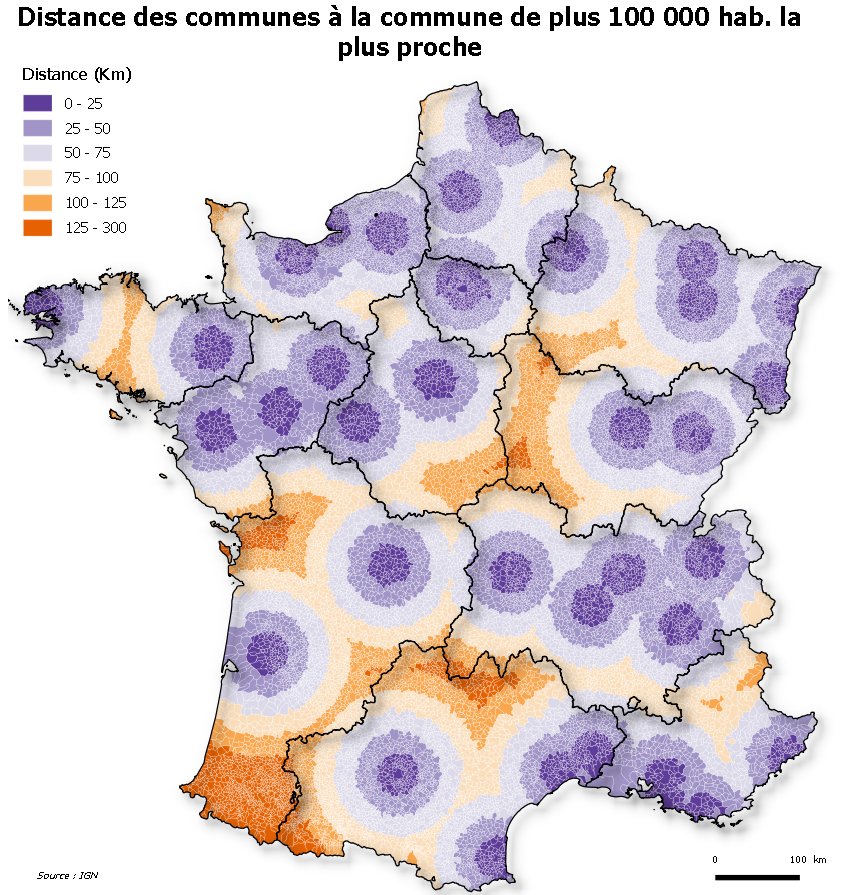 Distance des communes à la commune de plus 100 000 hab. la
plus proche
Distance (Km)
0 - 25
25 - 50
50 - 75
75 - 100
100 - 125
125 - 300
0 100 km
Source : IGN